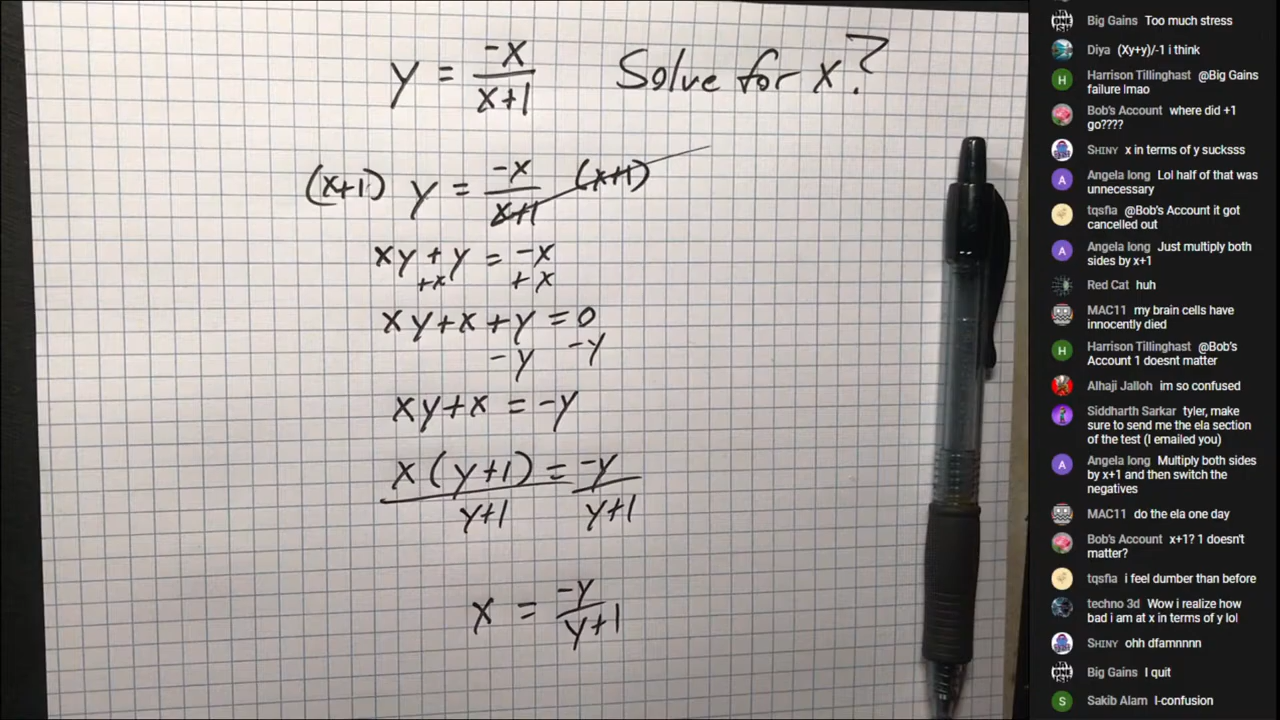 y = -x/x+1 Solve for x?
(x+1) y = -x/x+1 (x+1)
xy + y = -x
+x +x
xy + x + y = 0
-y -y
xy + x = -y
x(y+1) = -y
y+1 y+1
x = -y/y+1
Big Gains Too much stress
Diya (Xy+y)/-1 i think
Harrison Tillinghast @Big Gains
failure lmao
Bob's Account where did +1
go????
SHINY x in terms of y sucksss
Angela long Lol half of that was
unnecessary
tqsfia @Bob's Account it got
cancelled out
Angela long Just multiply both
sides by x+1
Red Cat huh
MAC11 my brain cells have
innocently died
Harrison Tillinghast @Bob's
Account 1 doesnt matter
Alhaji Jalloh im so confused
Siddharth Sarkar tyler, make
sure to send me the ela section
of the test (I emailed you)
Angela long Multiply both sides
by x+1 and then switch the
negatives
MAC11 do the ela one day
Bob's Account x+1? 1 doesn't
matter?
tqsfia i feel dumber than before
techno 3d Wow i realize how
bad i am at x in terms of y lol
SHINY ohh dfamnnnn
Big Gains I quit
Sakib Alam I-confusion